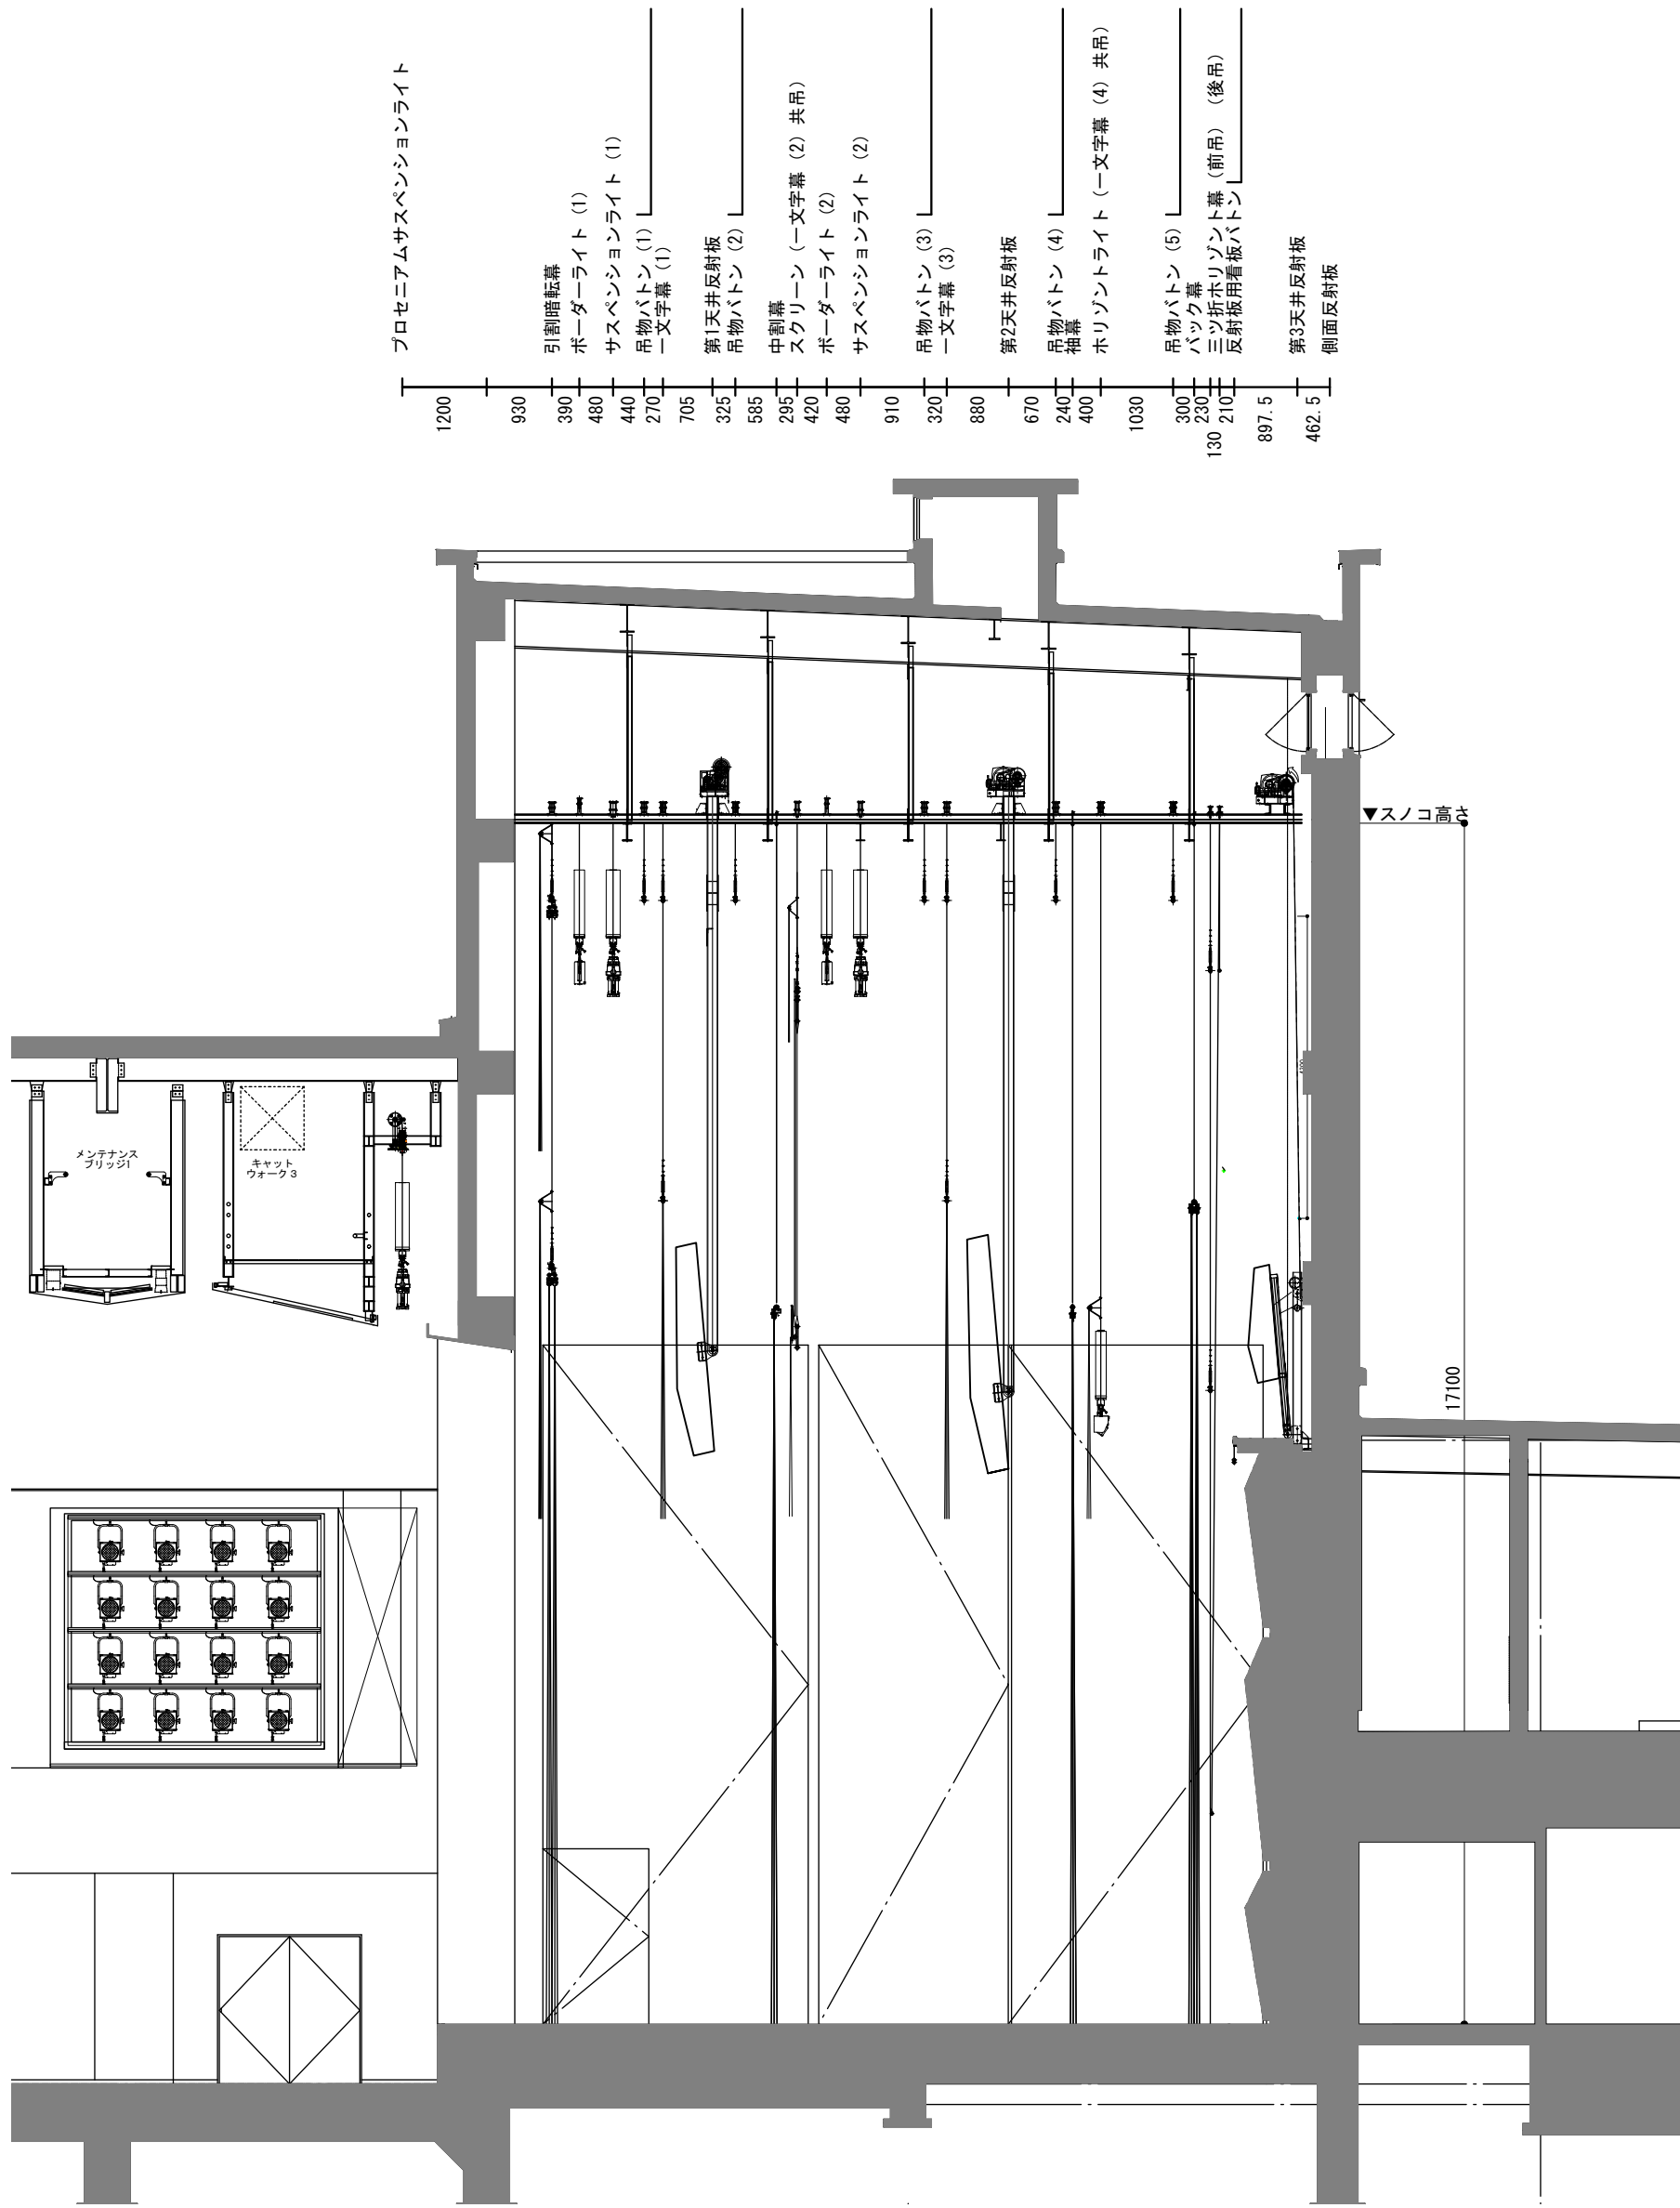 プロセニアムサスペンションライト
引割暗転幕
ボーダーライト (1)
サスペンションライト (1)
吊物バトン (1)
一文字幕 (1)
第1天井反射板
吊物バトン (2)
中割幕
スクリーン (一文字幕 (2) 共吊)
ボーダーライト (2)
サスペンションライト (2)
吊物バトン (3)
一文字幕 (3)
第2天井反射板
吊物バトン (4)
袖幕
ホリゾントライト (一文字幕 (4) 共吊)
吊物バトン (5)
バック幕
三ツ折ホリゾント幕 (前吊) (後吊)
反射板用看板バトン
第3天井反射板
側面反射板
1200
930
390
480
440
270
705
325
585
295
420
480
910
320
880
670
240
400
1030
300
230
130
210
897.5
462.5
▼スノコ高さ
メンテナンス
ブリッジ1
キャット
ウォーク3
17100